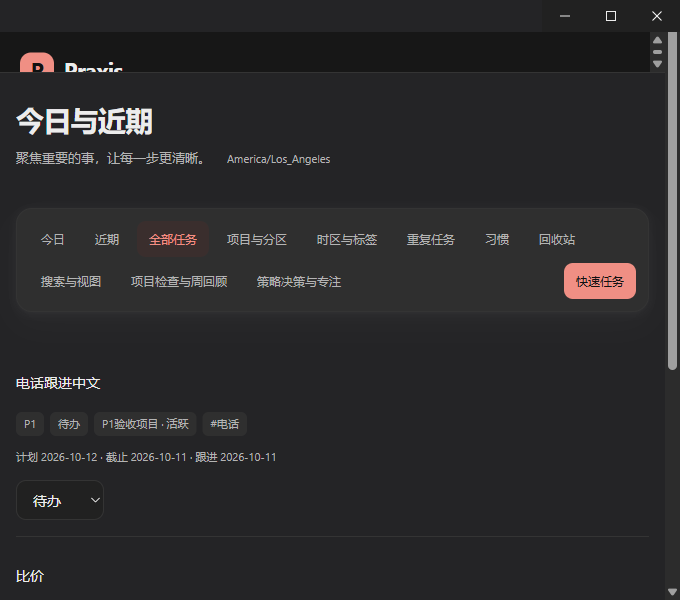 P Praxis
今日与近期
聚焦重要的事，让每一步更清晰。 America/Los_Angeles
今日 近期 全部任务 项目与分区 时区与标签 重复任务 习惯 回收站
搜索与视图 项目检查与周回顾 策略决策与专注 快速任务
电话跟进中文
P1 待办 P1验收项目 · 活跃 #电话
计划 2026-10-12 · 截止 2026-10-11 · 跟进 2026-10-11
待办
比价